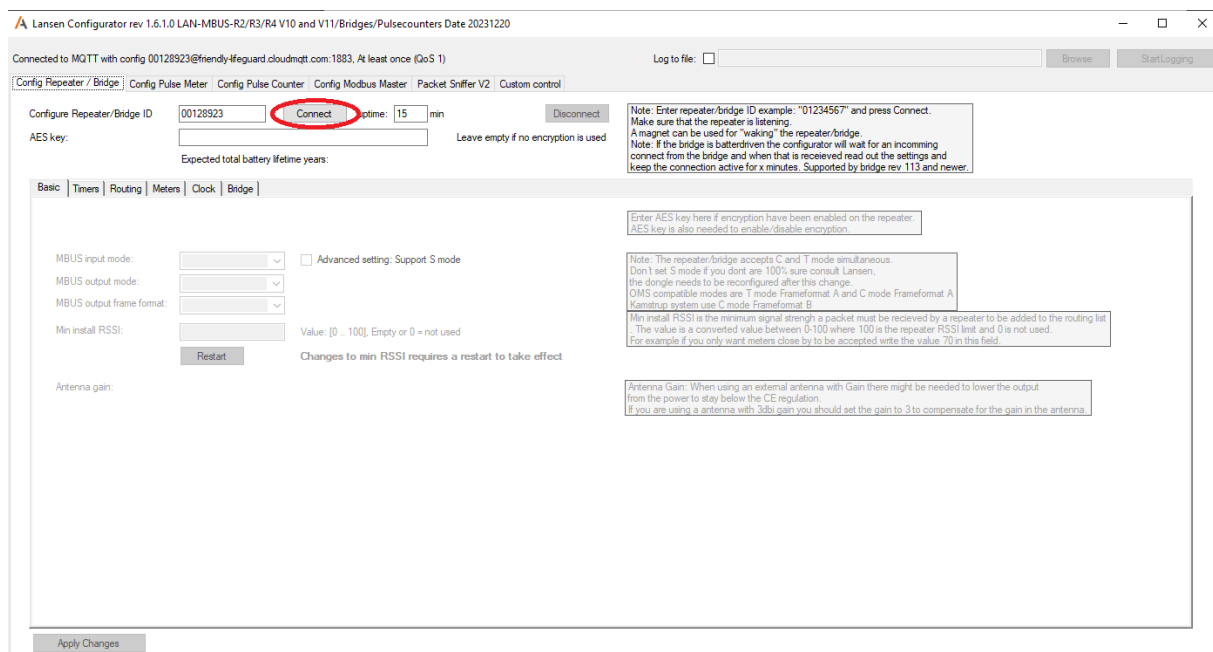 Lansen Configurator rev 1.6.1.0 LAN-MBUS-R2/R3/R4 V10 and V11/Bridges/Pulsecounters Date 20231220
Connected to MQTT with config 00128923@friendly-lifeguard.cloudmqtt.com:1883, At least once (QoS 1)
Log to file:
Browse
Start Logging
Config Repeater / Bridge
Config Pulse Meter
Config Pulse Counter
Config Modbus Master
Packet Sniffer V2
Custom control
Configure Repeater/Bridge ID
00128923
Connect
uptime:
15
min
Disconnect
AES key:
Leave empty if no encryption is used
Expected total battery lifetime years:
Note: Enter repeater/bridge ID example: "01234567" and press Connect.
Make sure that the repeater is listening.
A magnet can be used for "waking" the repeater/bridge.
Note: If the bridge is batterdriven the configurator will wait for an incomming
connect from the bridge and when that is receieved read out the settings and
keep the connection active for x minutes. Supported by bridge rev 113 and newer.
Basic
Timers
Routing
Meters
Clock
Bridge
Enter AES key here if encryption have been enabled on the repeater.
AES key is also needed to enable/disable encryption.
MBUS input mode:
Advanced setting: Support S mode
MBUS output mode:
MBUS output frame format:
Note: The repeater/bridge accepts C and T mode simultaneous.
Don't set S mode if you dont are 100% sure consult Lansen,
the dongle needs to be reconfigured after this change.
OMS compatible modes are T mode Frameformat A and C mode Frameformat A
Kamstrup system use C mode Frameformat B
Min install RSSI:
Value: [0 .. 100], Empty or 0 = not used
Restart
Changes to min RSSI requires a restart to take effect
Min install RSSI is the minimum signal strengh a packet must be recieved by a repeater to be added to the routing list
. The value is a converted value between 0-100 where 100 is the repeater RSSI limit and 0 is not used.
For example if you only want meters close by to be accepted write the value 70 in this field.
Antenna gain:
Antenna Gain: When using an external antenna with Gain there might be needed to lower the output
from the power to stay below the CE regulation.
If you are using a antenna with 3dbi gain you should set the gain to 3 to compensate for the gain in the antenna.
Apply Changes